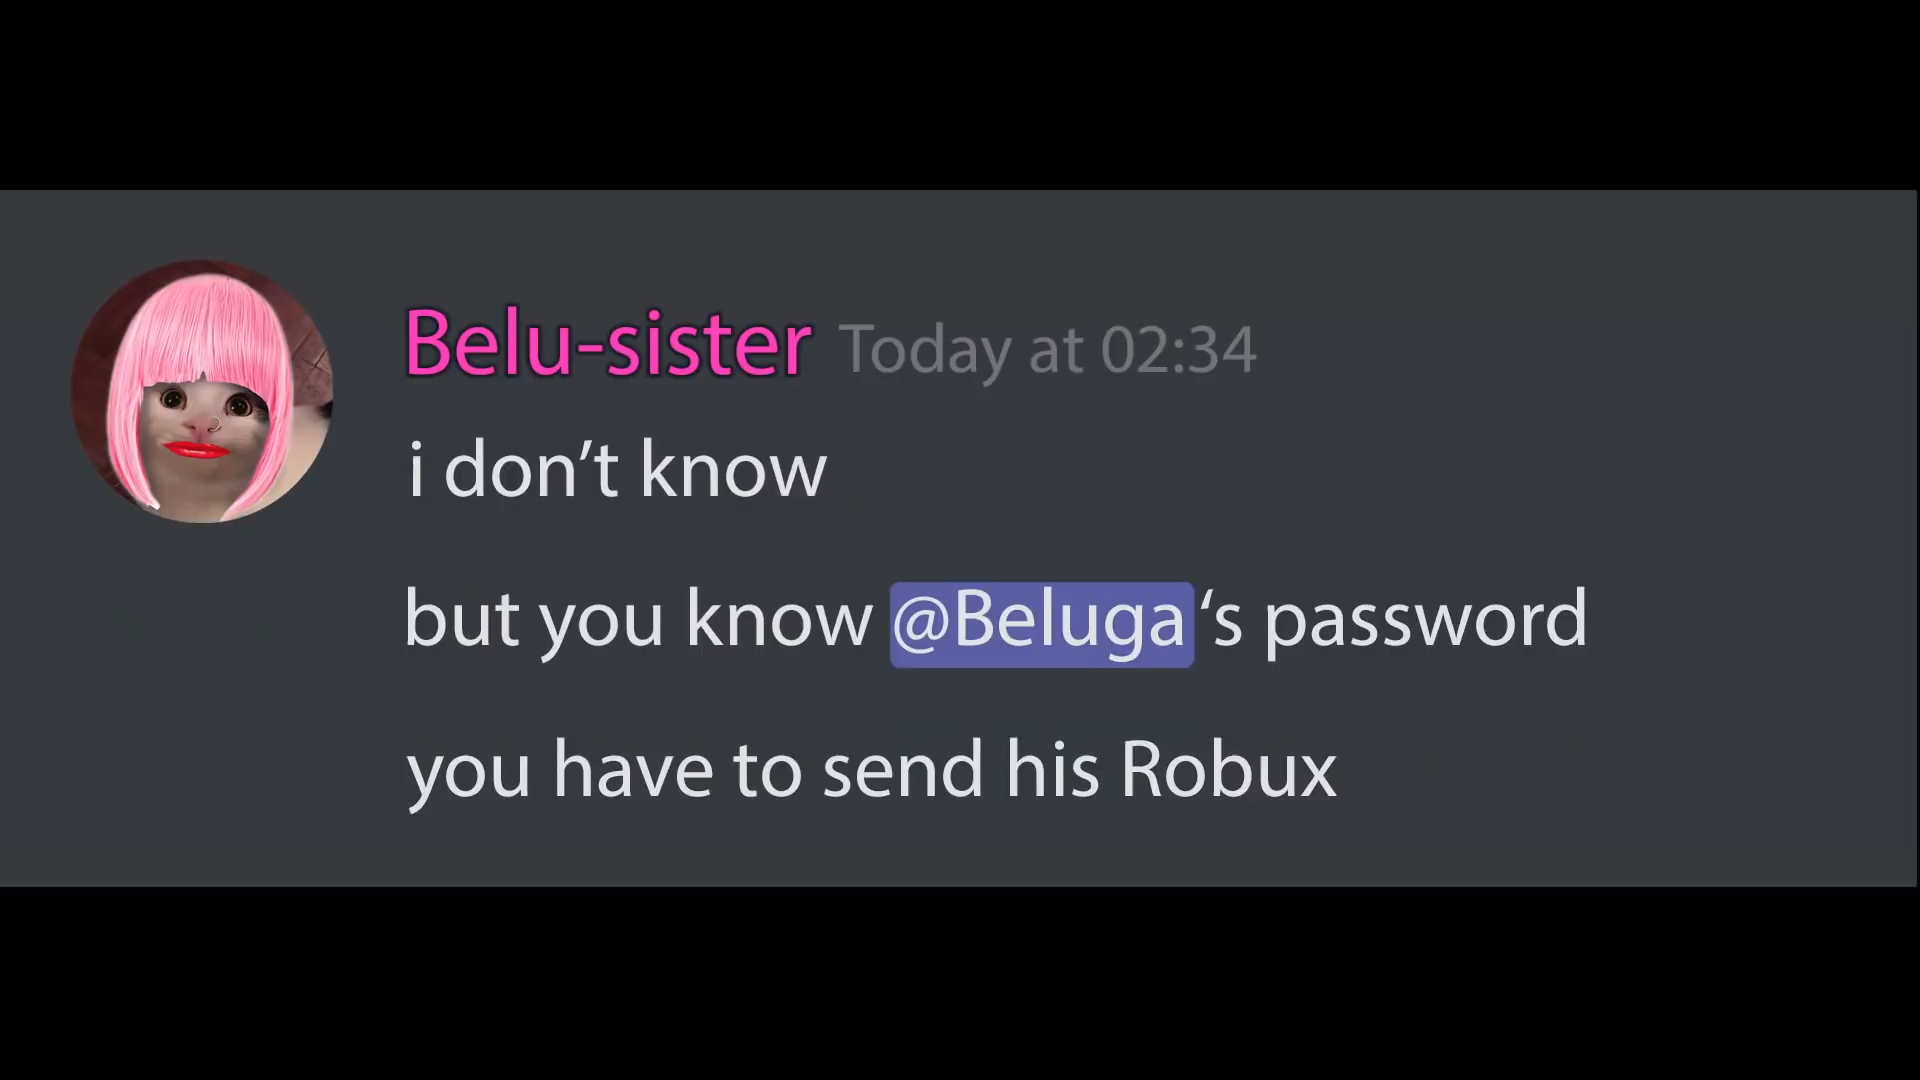 Belu-sister Today at 02:34
i don’t know
but you know @Beluga ‘s password
you have to send his Robux